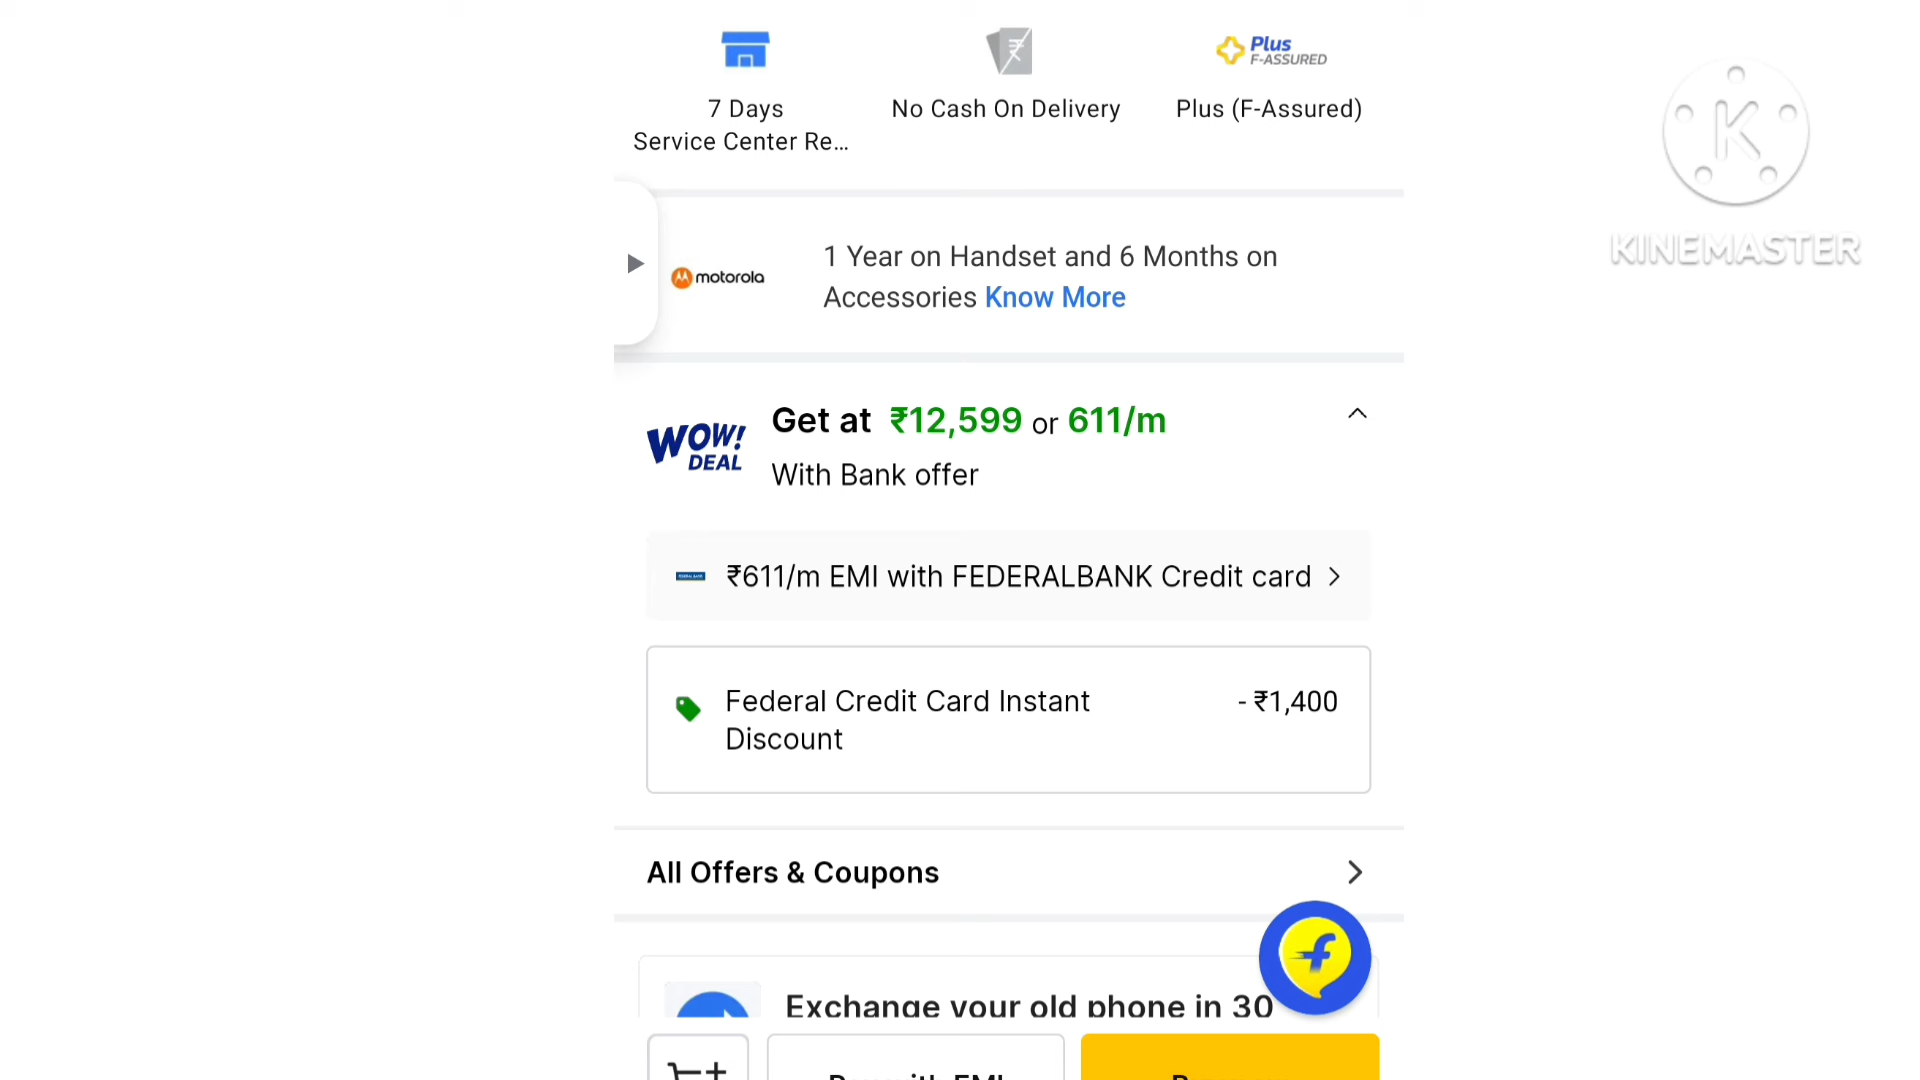 Plus
F-ASSURED
7 Days
Service Center Re...
No Cash On Delivery
Plus (F-Assured)
KINEMASTER
motorola
1 Year on Handset and 6 Months on
Accessories Know More
WOW!
DEAL
Get at ₹12,599 or 611/m
With Bank offer
₹611/m EMI with FEDERALBANK Credit card
Federal Credit Card Instant
Discount
- ₹1,400
All Offers & Coupons
Exchange your old phone in 30